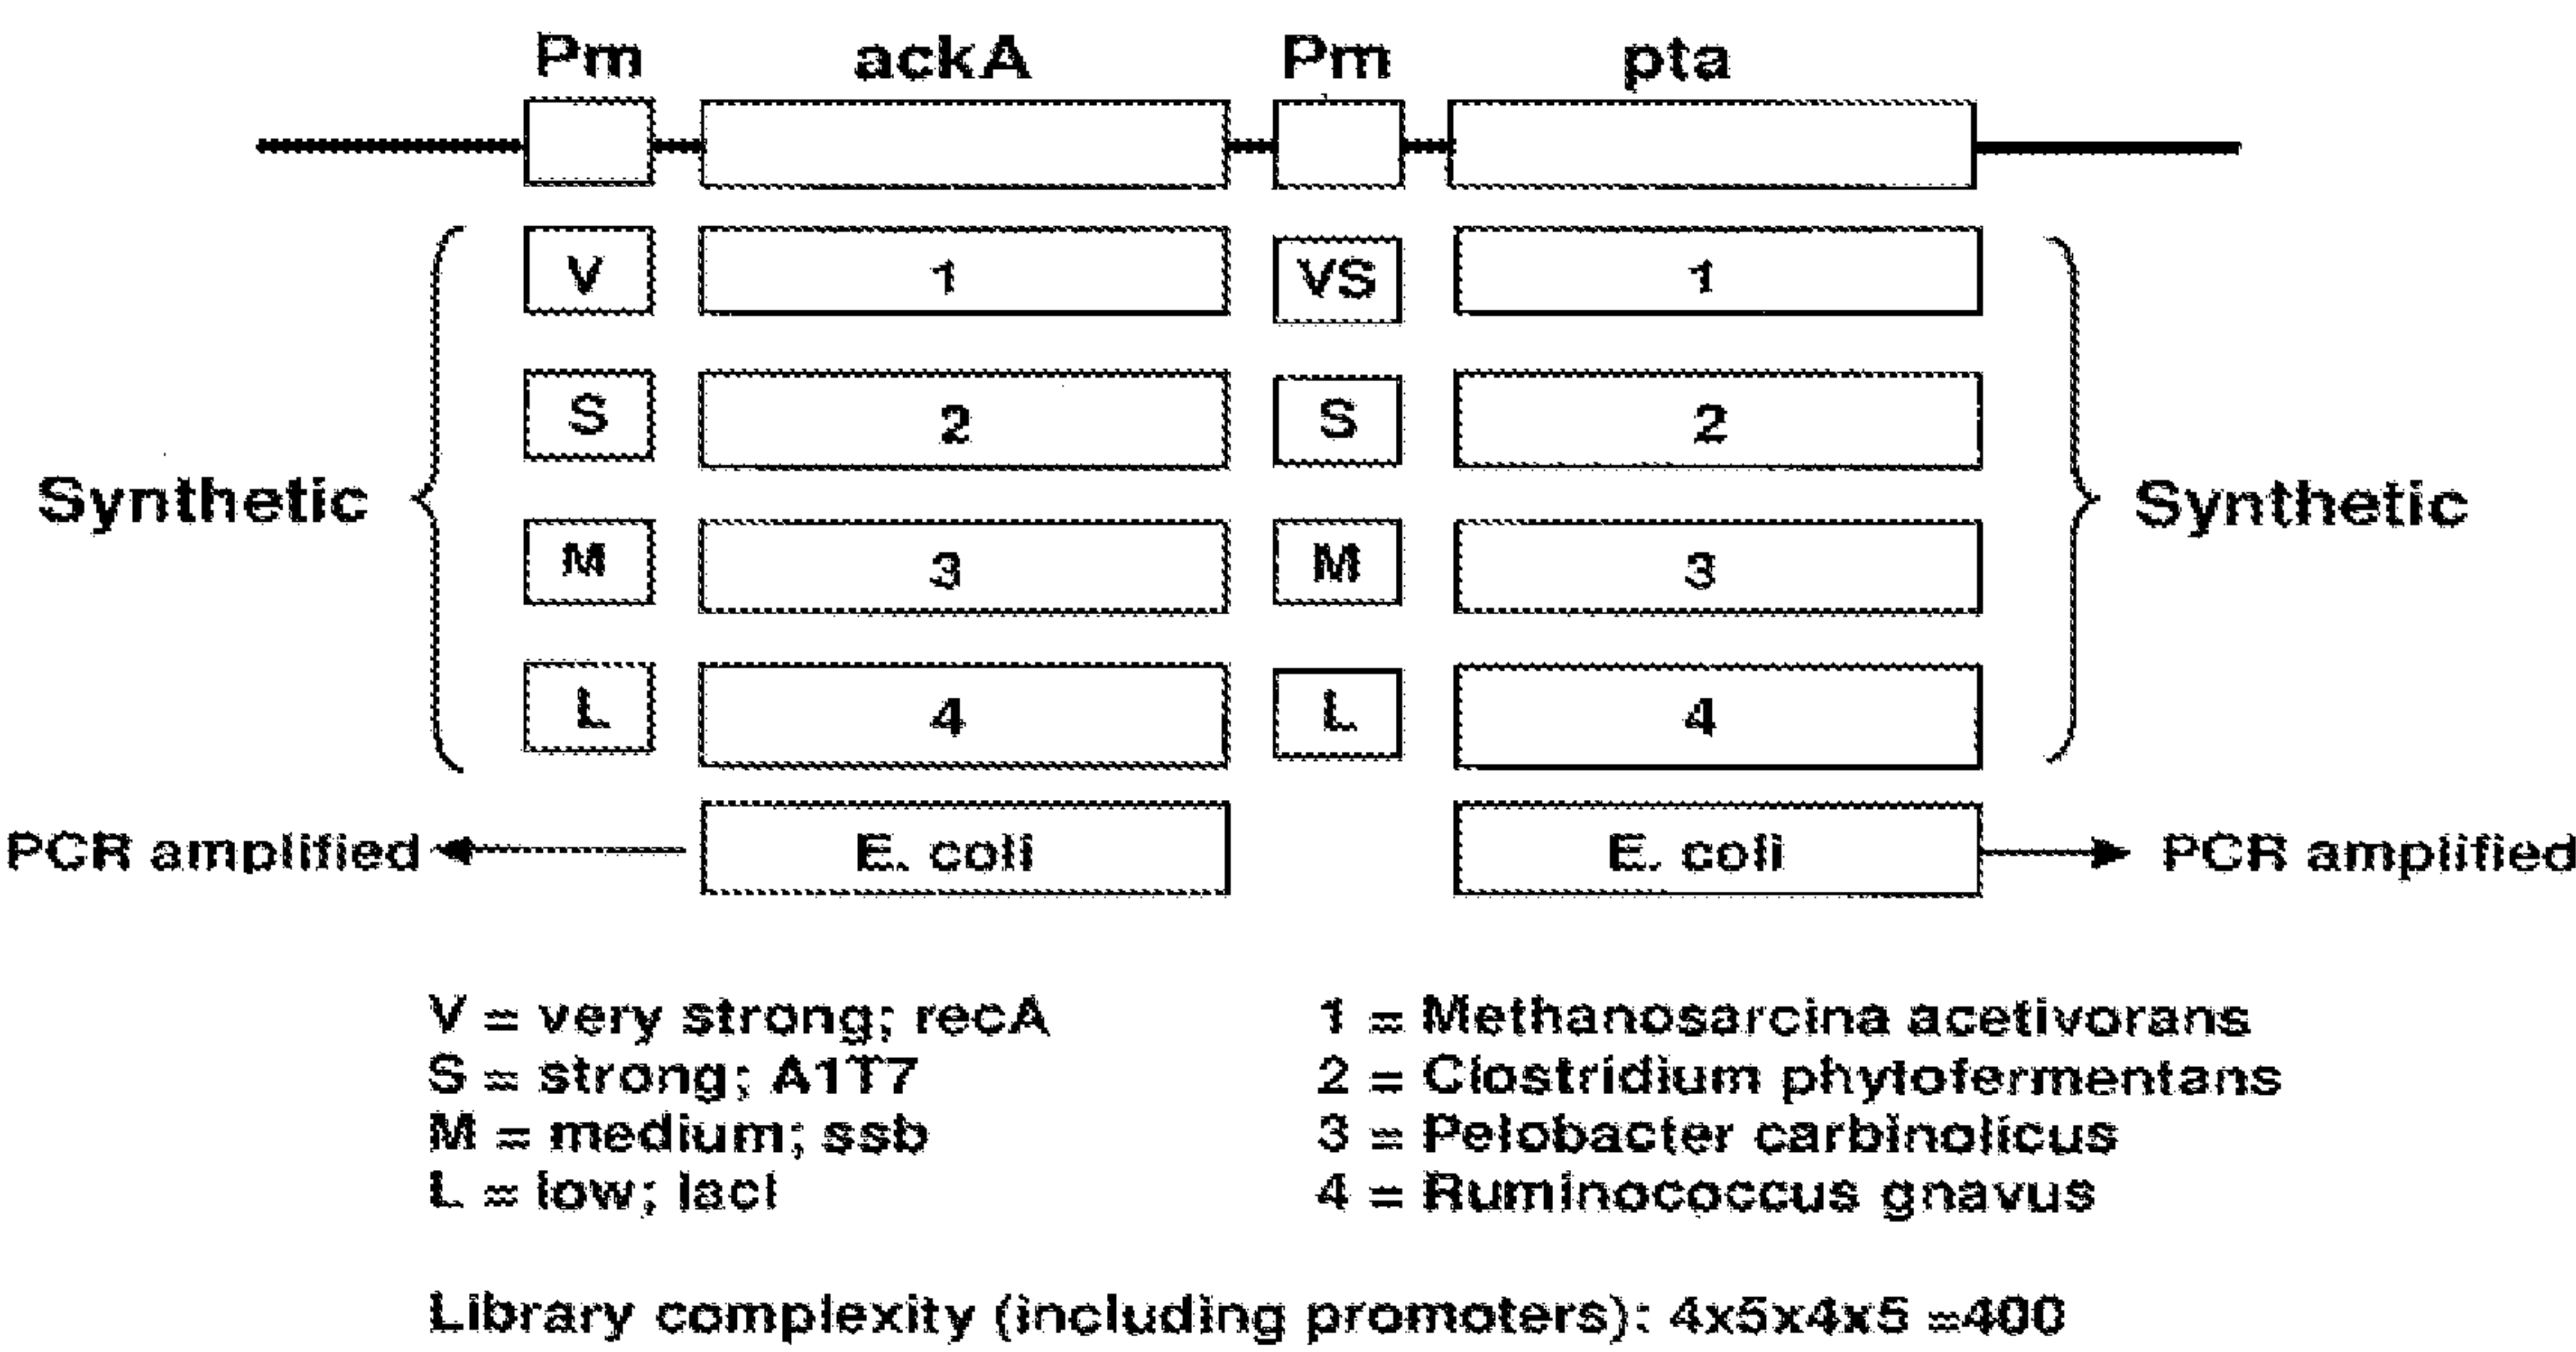 Pm ackA Pm pta
V 1 VS 1
S 2 S 2
Synthetic Synthetic
M 3 M 3
L 4 L 4
PCR amplified E. coli E. coli PCR amplified
V = very strong; recA
S = strong; A1T7
M = medium; ssb
L = low; lacI
1 = Methanosarcina acetivorans
2 = Clostridium phytofermentans
3 = Pelobacter carbinolicus
4 = Ruminococcus gnavus
Library complexity (including promoters): 4x5x4x5 =400